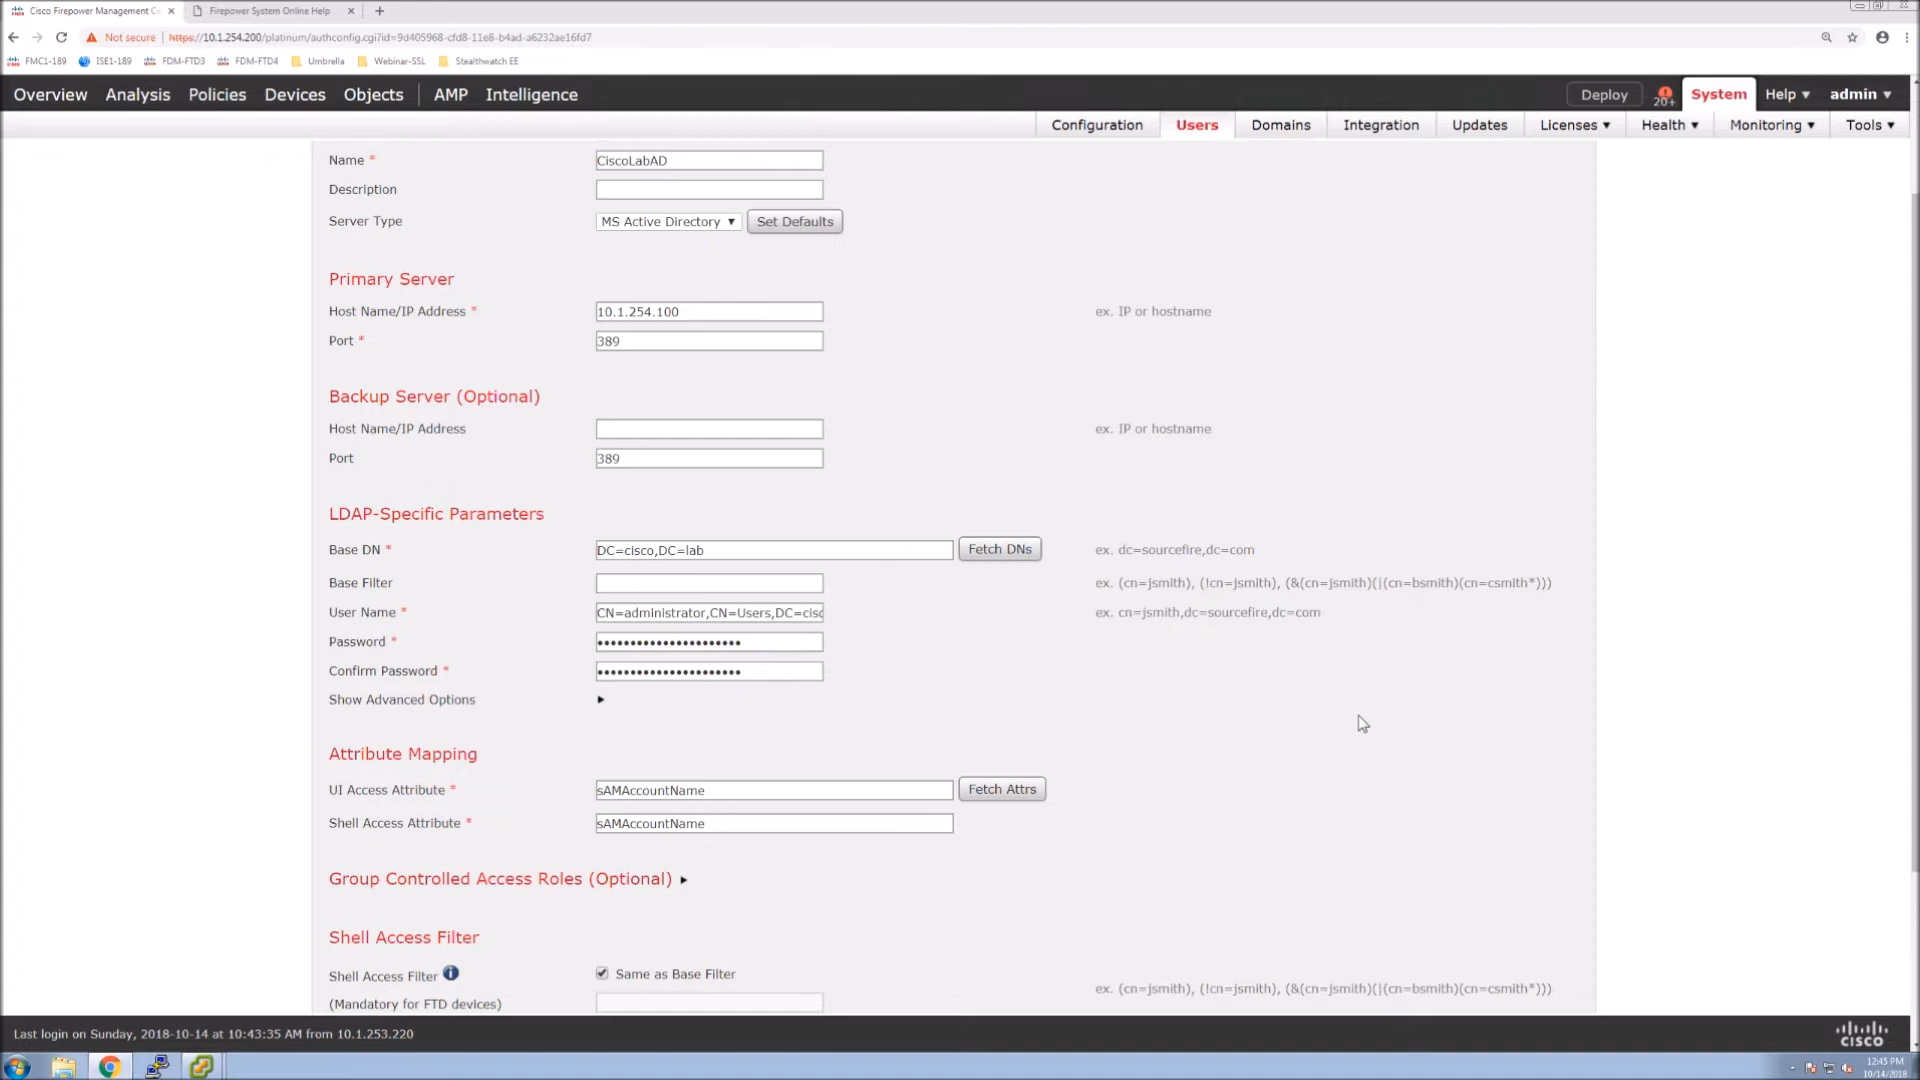 Cisco Firepower Management Ce
Firepower System Online Help
Not secure | https://10.1.254.200/platinum/authconfig.cgi?id=9d405968-cfd8-11e8-b4ad-a6232ae16fd7
FMC1-189 ISE1-189 FDM-FTD3 FDM-FTD4 Umbrella Webinar-SSL Stealthwatch EE
Overview Analysis Policies Devices Objects AMP Intelligence Deploy 20+ System Help admin
Configuration Users Domains Integration Updates Licenses Health Monitoring Tools
Name * CiscoLabAD
Description
Server Type MS Active Directory Set Defaults
Primary Server
Host Name/IP Address * 10.1.254.100 ex. IP or hostname
Port * 389
Backup Server (Optional)
Host Name/IP Address ex. IP or hostname
Port 389
LDAP-Specific Parameters
Base DN * DC=cisco,DC=lab Fetch DNs ex. dc=sourcefire,dc=com
Base Filter ex. (cn=jsmith), (!cn=jsmith), (&(cn=jsmith)(|(cn=bsmith)(cn=csmith*)))
User Name * CN=administrator,CN=Users,DC=cisc ex. cn=jsmith,dc=sourcefire,dc=com
Password * ••••••••••••••••••••••
Confirm Password * ••••••••••••••••••••••
Show Advanced Options
Attribute Mapping
UI Access Attribute * sAMAccountName Fetch Attrs
Shell Access Attribute * sAMAccountName
Group Controlled Access Roles (Optional)
Shell Access Filter
Shell Access Filter Same as Base Filter
(Mandatory for FTD devices) ex. (cn=jsmith), (!cn=jsmith), (&(cn=jsmith)(|(cn=bsmith)(cn=csmith*)))
Last login on Sunday, 2018-10-14 at 10:43:35 AM from 10.1.253.220
CISCO
12:45 PM
10/14/2018